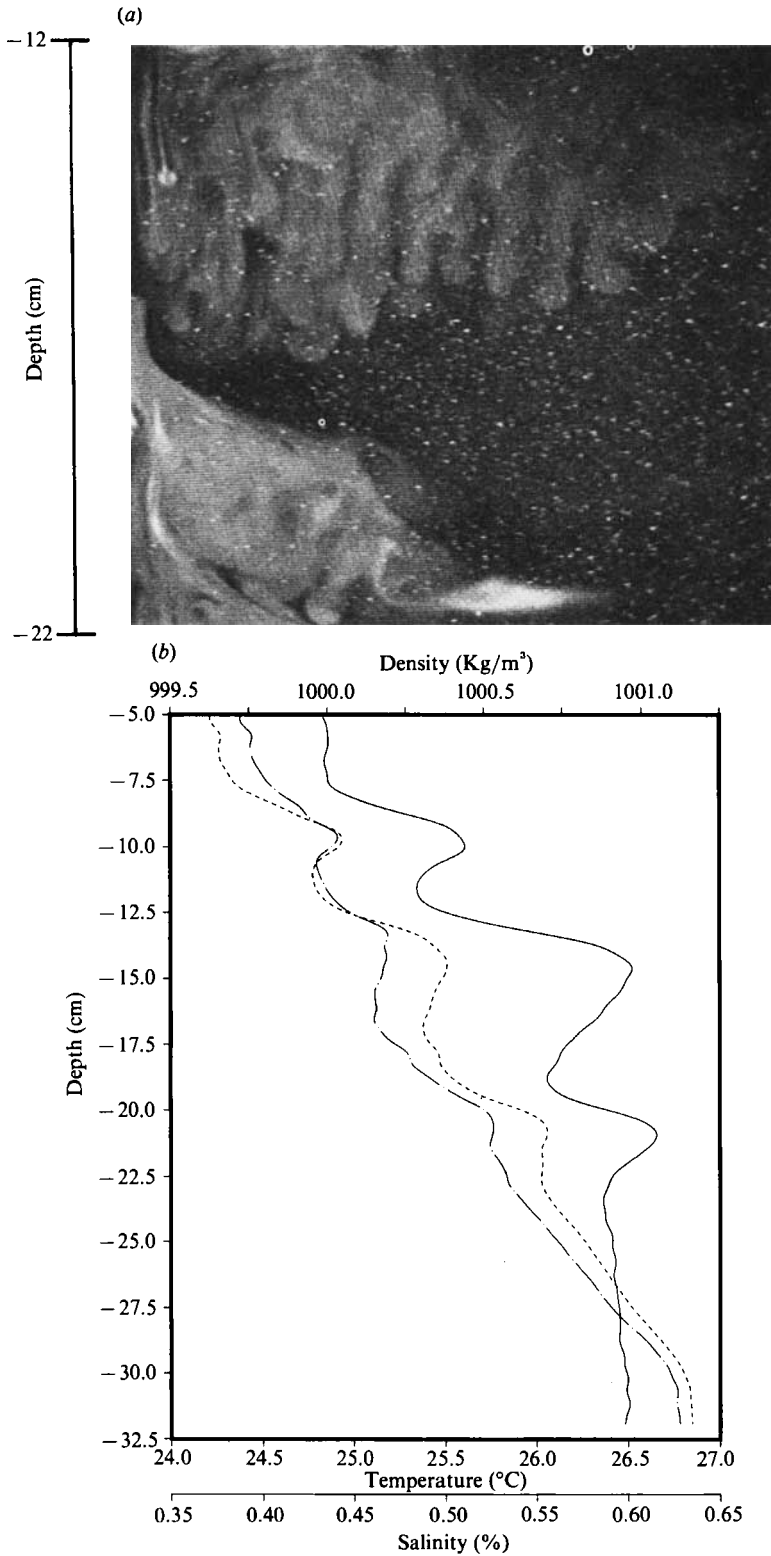 (a)
−12
Depth (cm)
−22
(b)
Density (Kg/m³)
999.5 1000.0 1000.5 1001.0
−5.0
−7.5
−10.0
−12.5
−15.0
Depth (cm)
−17.5
−20.0
−22.5
−25.0
−27.5
−30.0
−32.5
24.0 24.5 25.0 25.5 26.0 26.5 27.0
Temperature (°C)
0.35 0.40 0.45 0.50 0.55 0.60 0.65
Salinity (%)